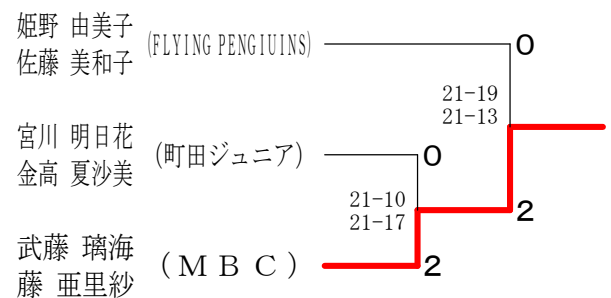 姫野 由美子
佐藤 美和子
(FLYING PENGIUINS)
0
21-19
21-13
宮川 明日花
金高 夏沙美
(町田ジュニア)
0
21-10
21-17
2
武藤 璃海
藤 亜里紗
(ＭＢＣ)
2